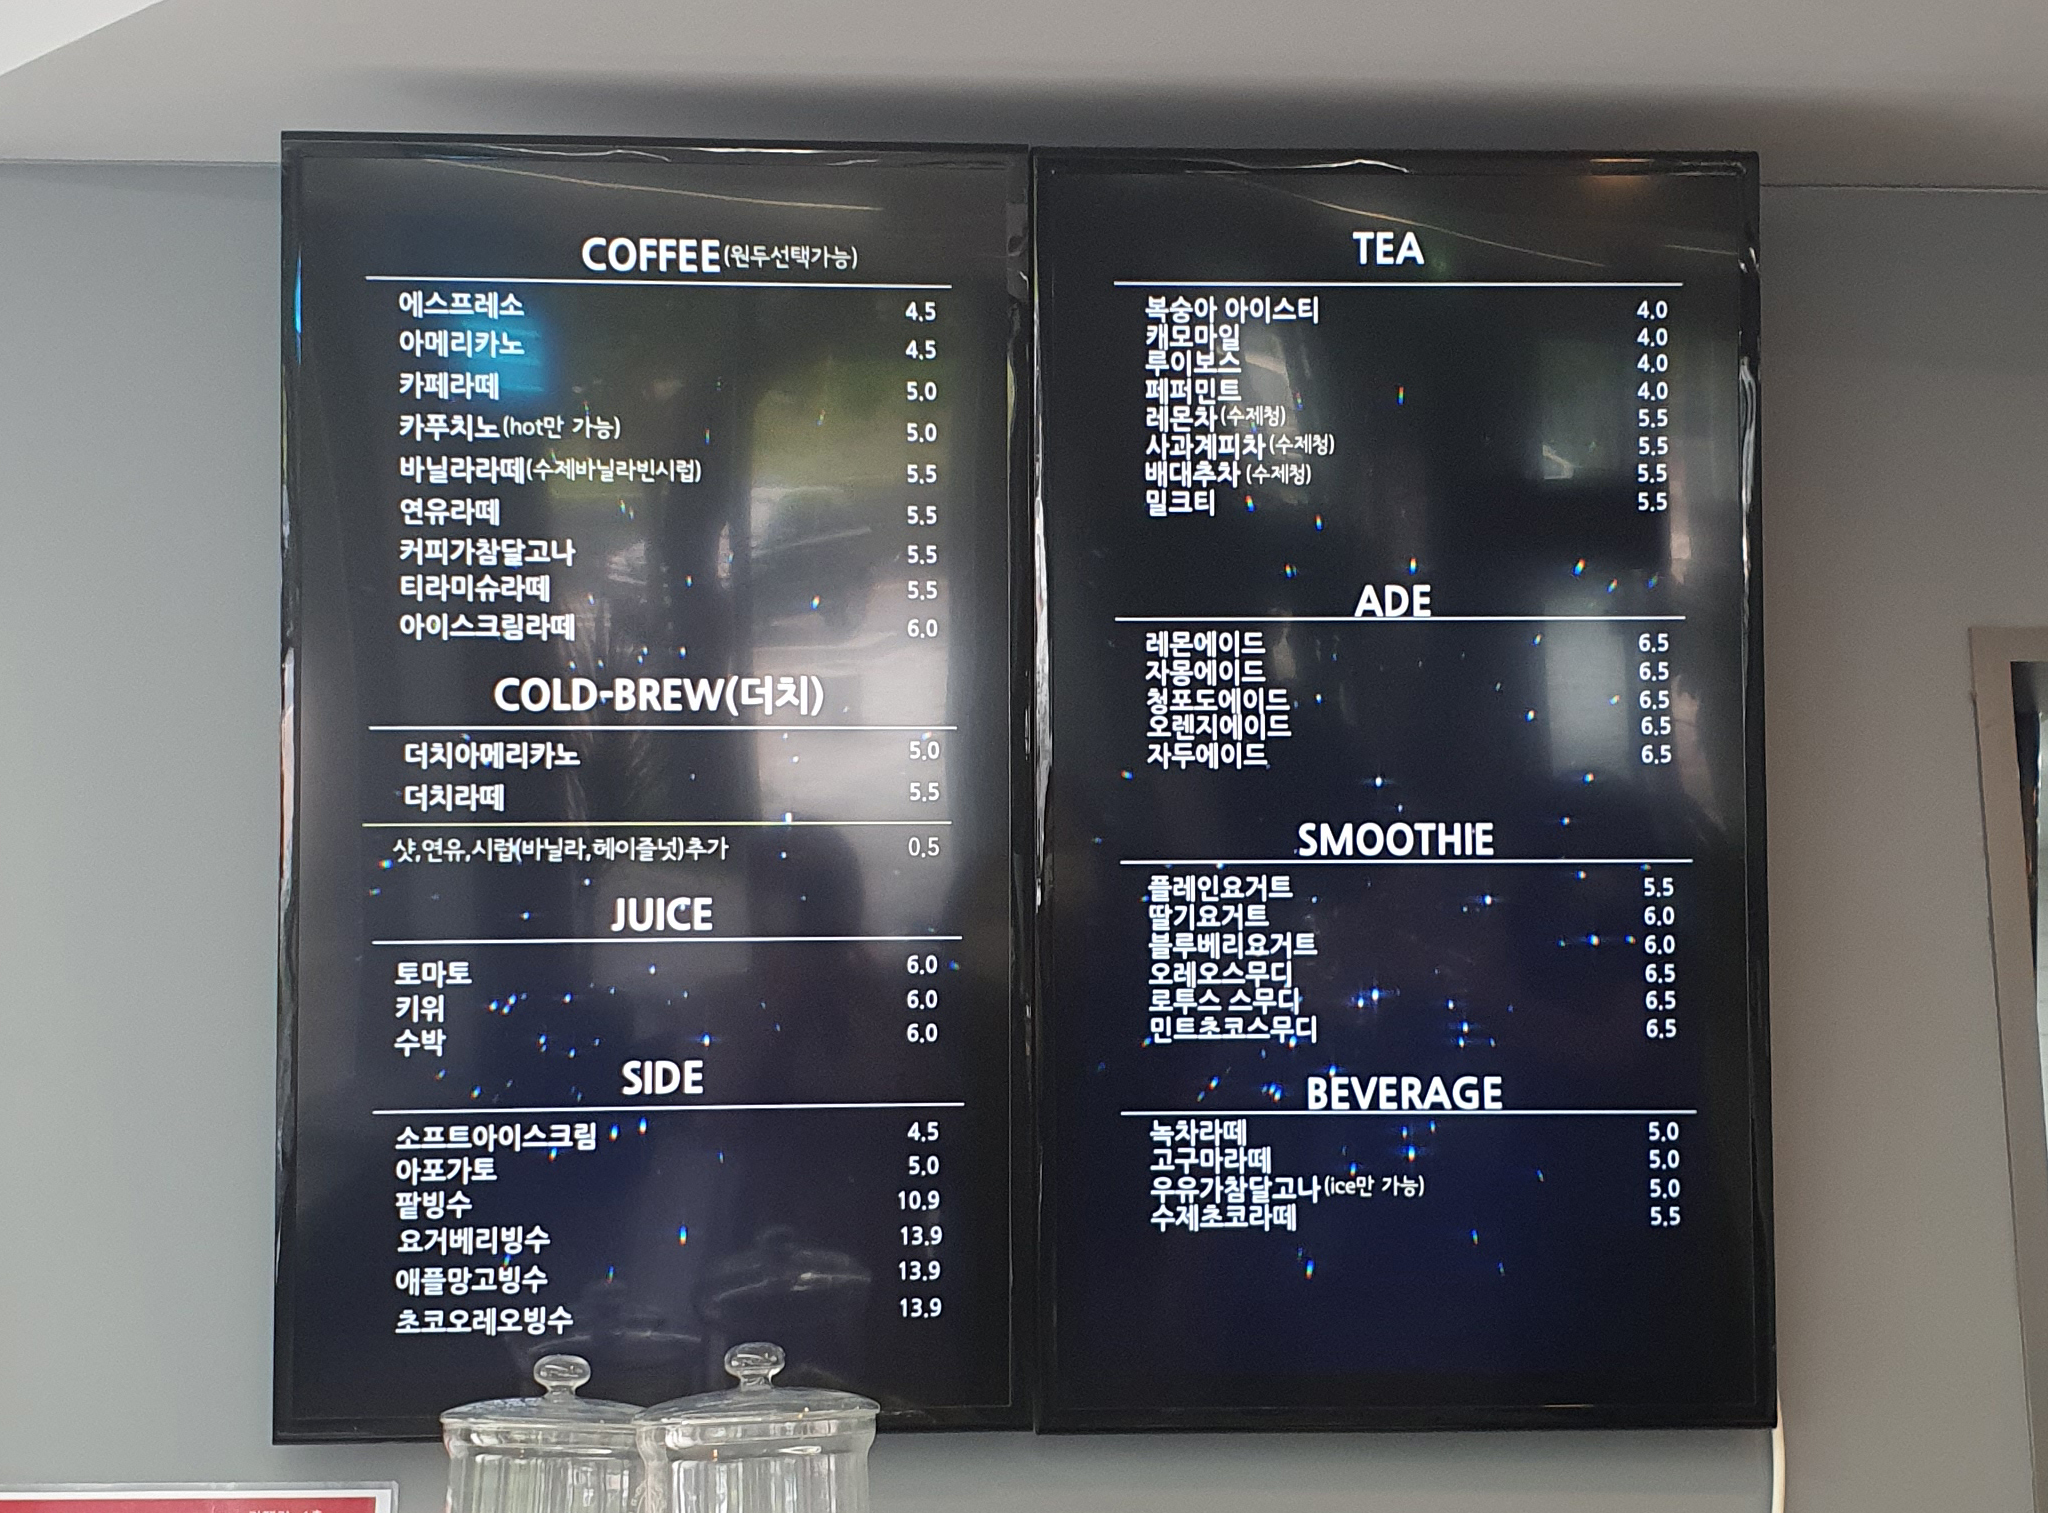 COFFEE(원두선택가능)
에스프레소 4.5
아메리카노 4.5
카페라떼 5.0
카푸치노(hot만 가능) 5.0
바닐라라떼(수제바닐라빈시럽) 5.5
연유라떼 5.5
커피가참달고나 5.5
티라미슈라떼 5.5
아이스크림라떼 6.0
COLD-BREW(더치)
더치아메리카노 5.0
더치라떼 5.5
샷,연유,시럽(바닐라,헤이즐넛)추가 0.5
JUICE
토마토 6.0
키위 6.0
수박 6.0
SIDE
소프트아이스크림 4.5
아포가토 5.0
팥빙수 10.9
요거베리빙수 13.9
애플망고빙수 13.9
초코오레오빙수 13.9
TEA
복숭아 아이스티 4.0
캐모마일 4.0
루이보스 4.0
페퍼민트 4.0
레몬차(수제청) 5.5
사과계피차(수제청) 5.5
배대추차(수제청) 5.5
밀크티 5.5
ADE
레몬에이드 6.5
자몽에이드 6.5
청포도에이드 6.5
오렌지에이드 6.5
자두에이드 6.5
SMOOTHIE
플레인요거트 5.5
딸기요거트 6.0
블루베리요거트 6.0
오레오스무디 6.5
로투스 스무디 6.5
민트초코스무디 6.5
BEVERAGE
녹차라떼 5.0
고구마라떼 5.0
우유가참달고나(ice만 가능) 5.0
수제초코라떼 5.5